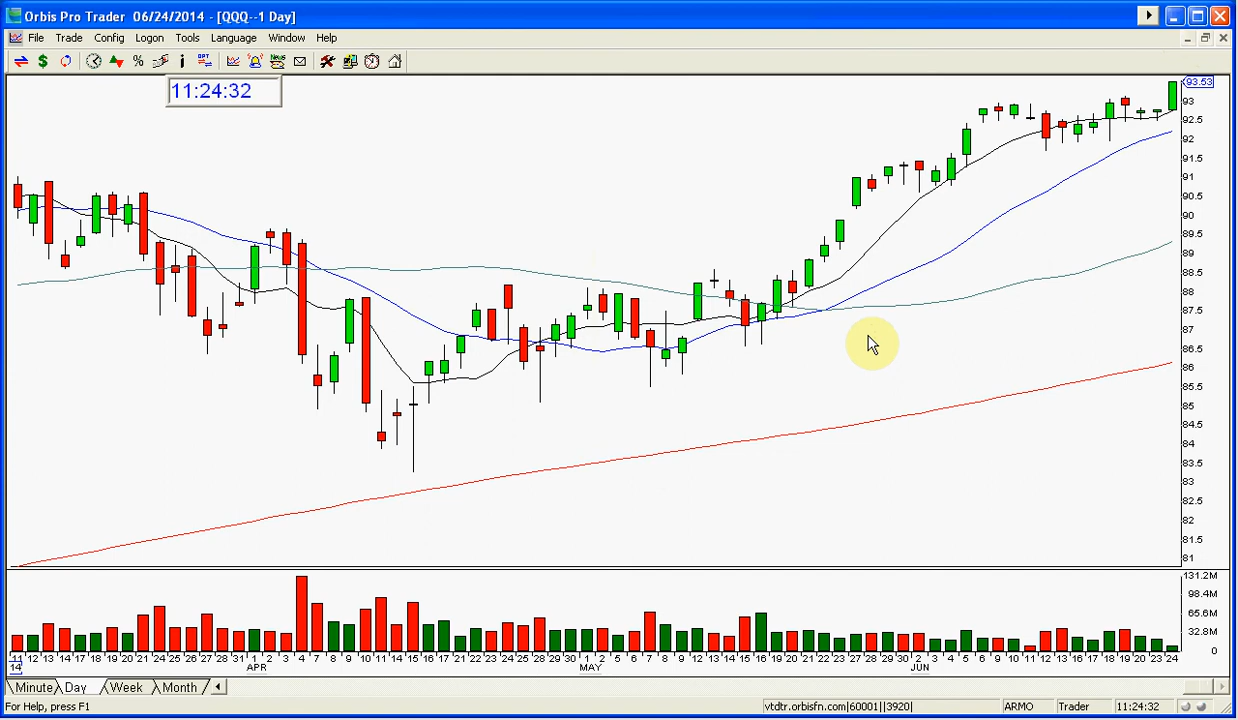 Orbis Pro Trader 06/24/2014 - [QQQ--1 Day]
File Trade Config Logon Tools Language Window Help
OPT News
11:24:32
93.53
93
92.5
92
91.5
91
90.5
90
89.5
89
88.5
88
87.5
87
86.5
86
85.5
85
84.5
84
83.5
83
82.5
82
81.5
81
131.2M
98.4M
65.6M
32.8M
0
11 12 13 14 17 18 19 20 21 24 25 26 27 28 31 1 2 3 4 7 8 9 10 11 14 15 16 17 21 22 23 24 25 28 29 30 1 2 5 6 7 8 9 12 13 14 15 16 19 20 21 22 23 27 28 29 30 2 3 4 5 6 9 10 11 12 13 16 17 18 19 20 23 24
14 APR MAY JUN
Minute Day Week Month
For Help, press F1 vtdtr.orbisfn.com|60001||3920| ARMO Trader 11:24:32